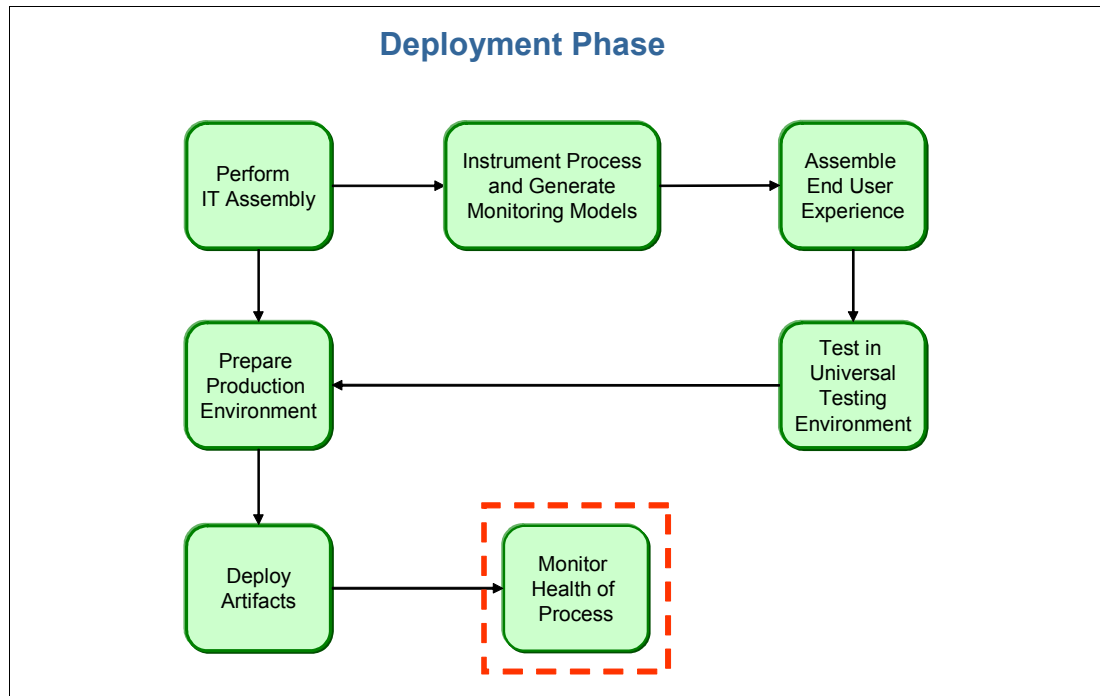 Deployment Phase
Perform
IT Assembly
Instrument Process
and Generate
Monitoring Models
Assemble
End User
Experience
Prepare
Production
Environment
Test in
Universal
Testing
Environment
Deploy
Artifacts
Monitor
Health of
Process